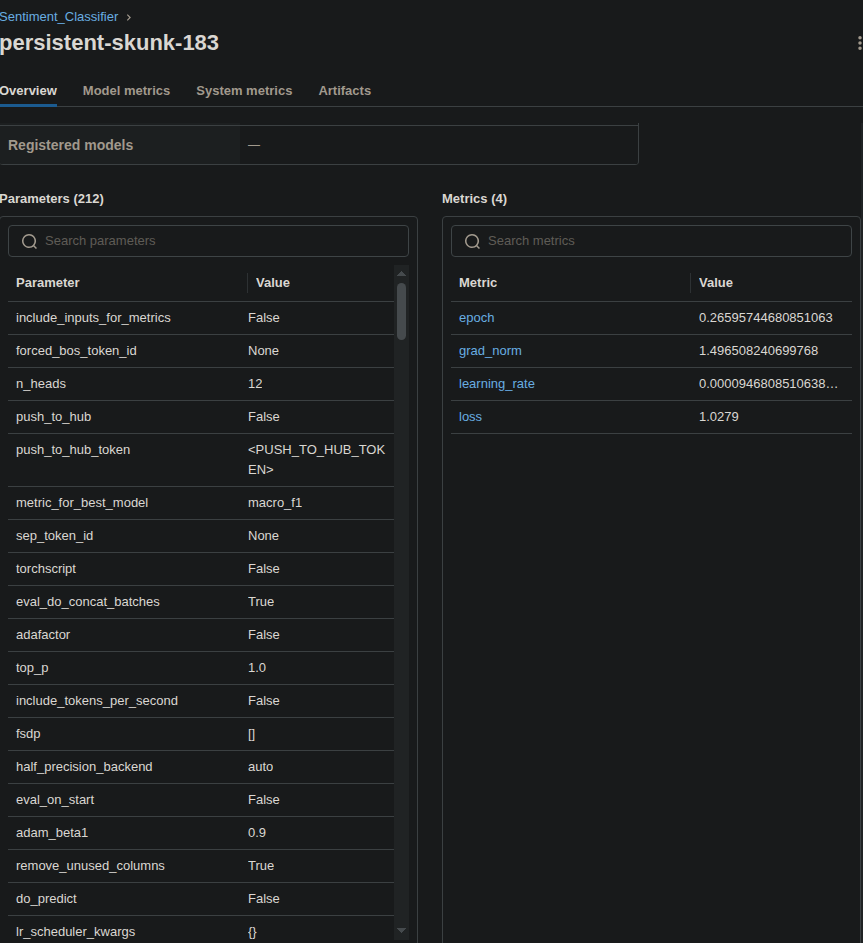 Sentiment_Classifier ›
persistent-skunk-183
Overview Model metrics System metrics Artifacts
Registered models —
Parameters (212)
Search parameters
Parameter Value
include_inputs_for_metrics False
forced_bos_token_id None
n_heads 12
push_to_hub False
push_to_hub_token <PUSH_TO_HUB_TOK
EN>
metric_for_best_model macro_f1
sep_token_id None
torchscript False
eval_do_concat_batches True
adafactor False
top_p 1.0
include_tokens_per_second False
fsdp []
half_precision_backend auto
eval_on_start False
adam_beta1 0.9
remove_unused_columns True
do_predict False
lr_scheduler_kwargs {}
Metrics (4)
Search metrics
Metric Value
epoch 0.26595744680851063
grad_norm 1.496508240699768
learning_rate 0.0000946808510638…
loss 1.0279